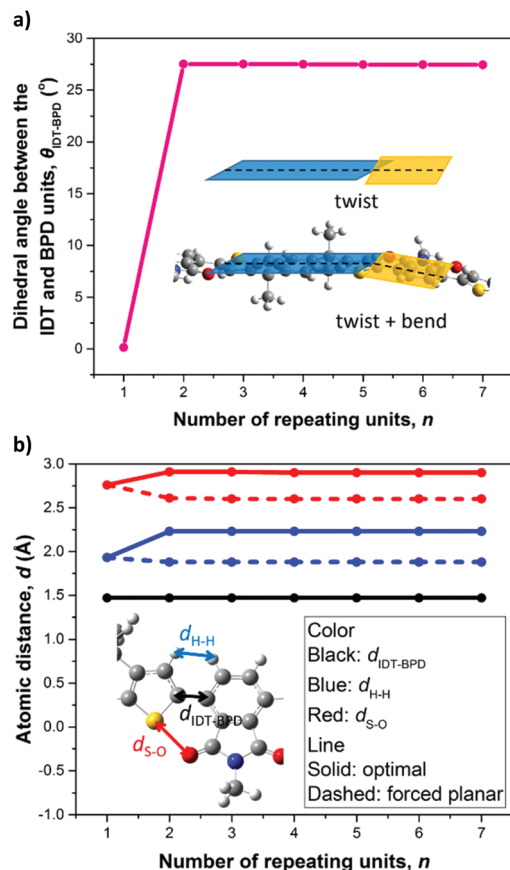 a)
30
25
20
15
10
5
0
Dihedral angle between the
IDT and BPD units, θIDT-BPD (°)
twist
twist + bend
1 2 3 4 5 6 7
Number of repeating units, n
b)
3.0
2.5
2.0
1.5
1.0
0.5
0.0
-0.5
-1.0
Atomic distance, d (Å)
dH-H
dIDT-BPD
dS-O
Color
Black: dIDT-BPD
Blue: dH-H
Red: dS-O
Line
Solid: optimal
Dashed: forced planar
1 2 3 4 5 6 7
Number of repeating units, n